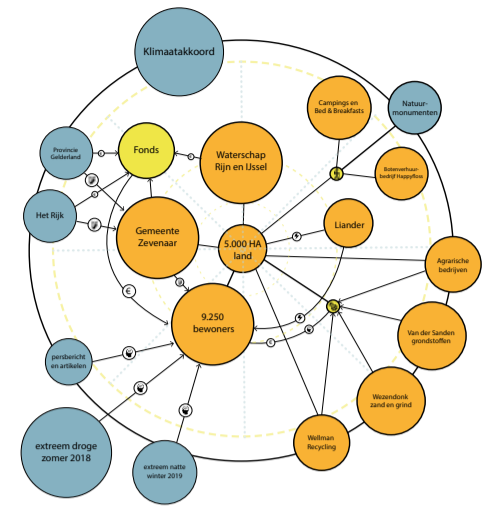 Klimaatakkoord
Campings en
Bed & Breakfasts
Natuur-
monumenten
Provincie
Gelderland
Fonds
Waterschap
Rijn en IJssel
Botenverhuur-
bedrijf Happyfloss
Het Rijk
Gemeente
Zevenaar
Liander
5.000 HA
land
Agrarische
bedrijven
€
9.250
bewoners
Van der Sanden
grondstoffen
€
persbericht
en artikelen
Wezendonk
zand en grind
extreem droge
zomer 2018
Wellman
Recycling
extreem natte
winter 2019